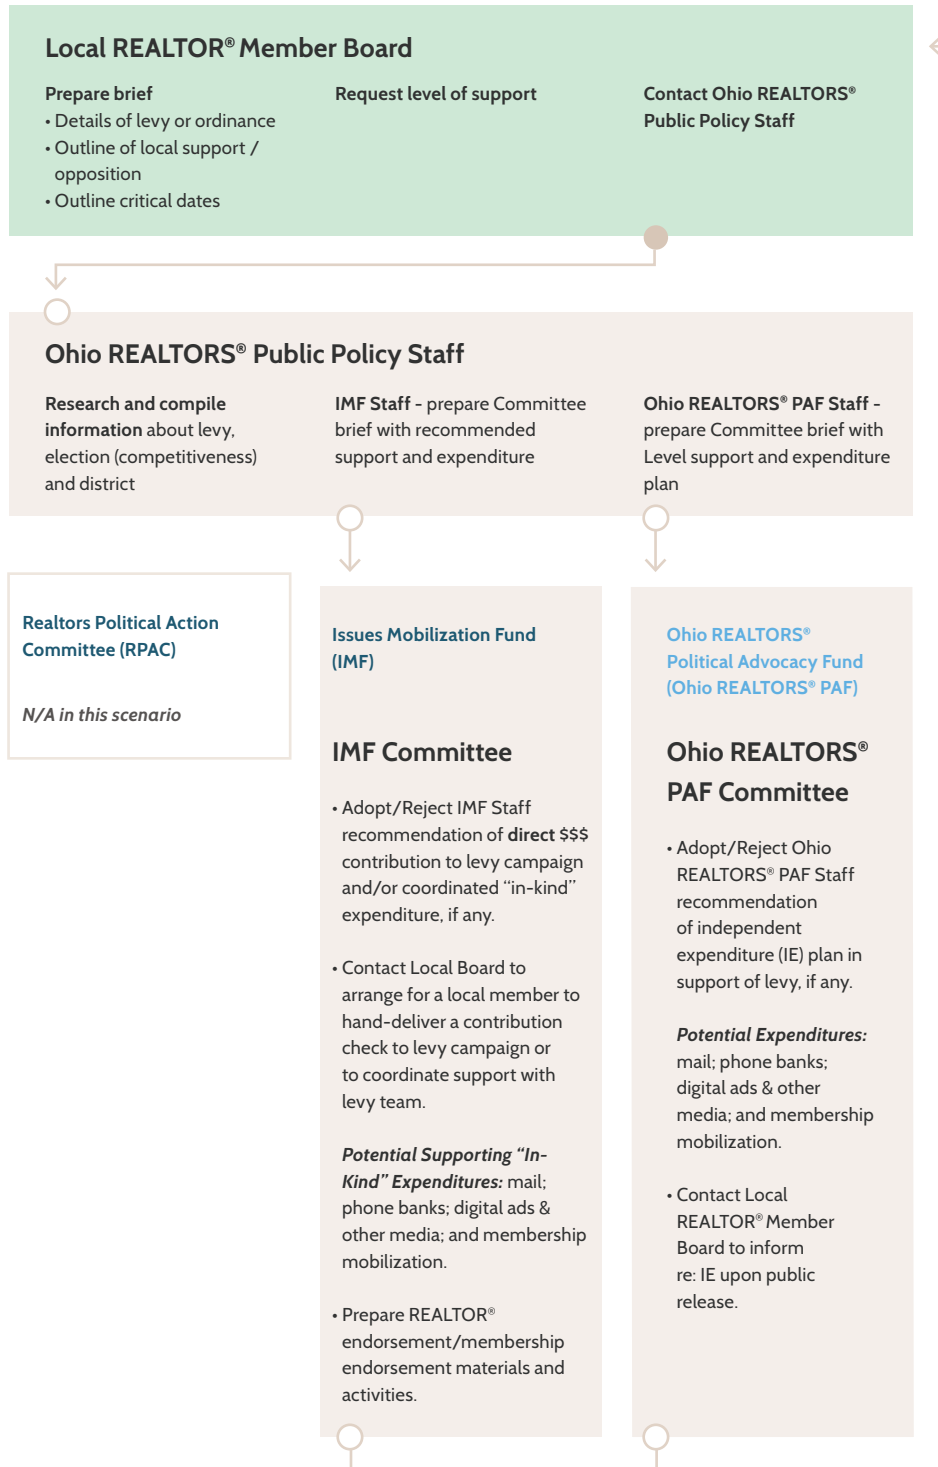 Local REALTOR® Member Board
Prepare brief
• Details of levy or ordinance
• Outline of local support /
opposition
• Outline critical dates
Request level of support
Contact Ohio REALTORS®
Public Policy Staff
Ohio REALTORS® Public Policy Staff
Research and compile
information about levy,
election (competitiveness)
and district
IMF Staff - prepare Committee
brief with recommended
support and expenditure
Ohio REALTORS® PAF Staff -
prepare Committee brief with
Level support and expenditure
plan
Realtors Political Action
Committee (RPAC)
N/A in this scenario
Issues Mobilization Fund
(IMF)
IMF Committee
• Adopt/Reject IMF Staff
recommendation of direct $$$
contribution to levy campaign
and/or coordinated “in-kind”
expenditure, if any.
• Contact Local Board to
arrange for a local member to
hand-deliver a contribution
check to levy campaign or
to coordinate support with
levy team.
Potential Supporting “In-
Kind” Expenditures: mail;
phone banks; digital ads &
other media; and membership
mobilization.
• Prepare REALTOR®
endorsement/membership
endorsement materials and
activities.
Ohio REALTORS®
Political Advocacy Fund
(Ohio REALTORS® PAF)
Ohio REALTORS®
PAF Committee
• Adopt/Reject Ohio
REALTORS® PAF Staff
recommendation
of independent
expenditure (IE) plan in
support of levy, if any.
Potential Expenditures:
mail; phone banks;
digital ads & other
media; and membership
mobilization.
• Contact Local
REALTOR® Member
Board to inform
re: IE upon public
release.